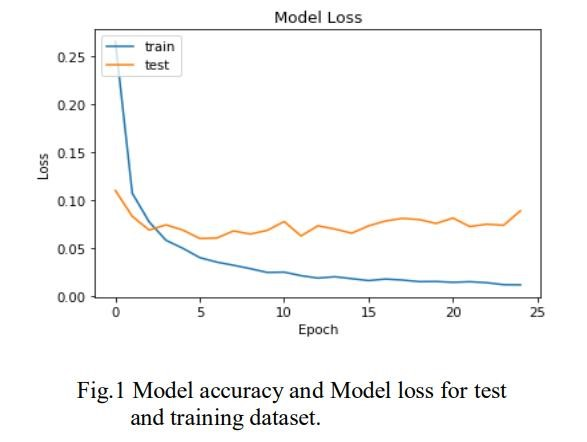 Model Loss
train
test
0.25
0.20
0.15
0.10
0.05
0.00
Loss
0 5 10 15 20 25
Epoch
Fig.1 Model accuracy and Model loss for test
and training dataset.